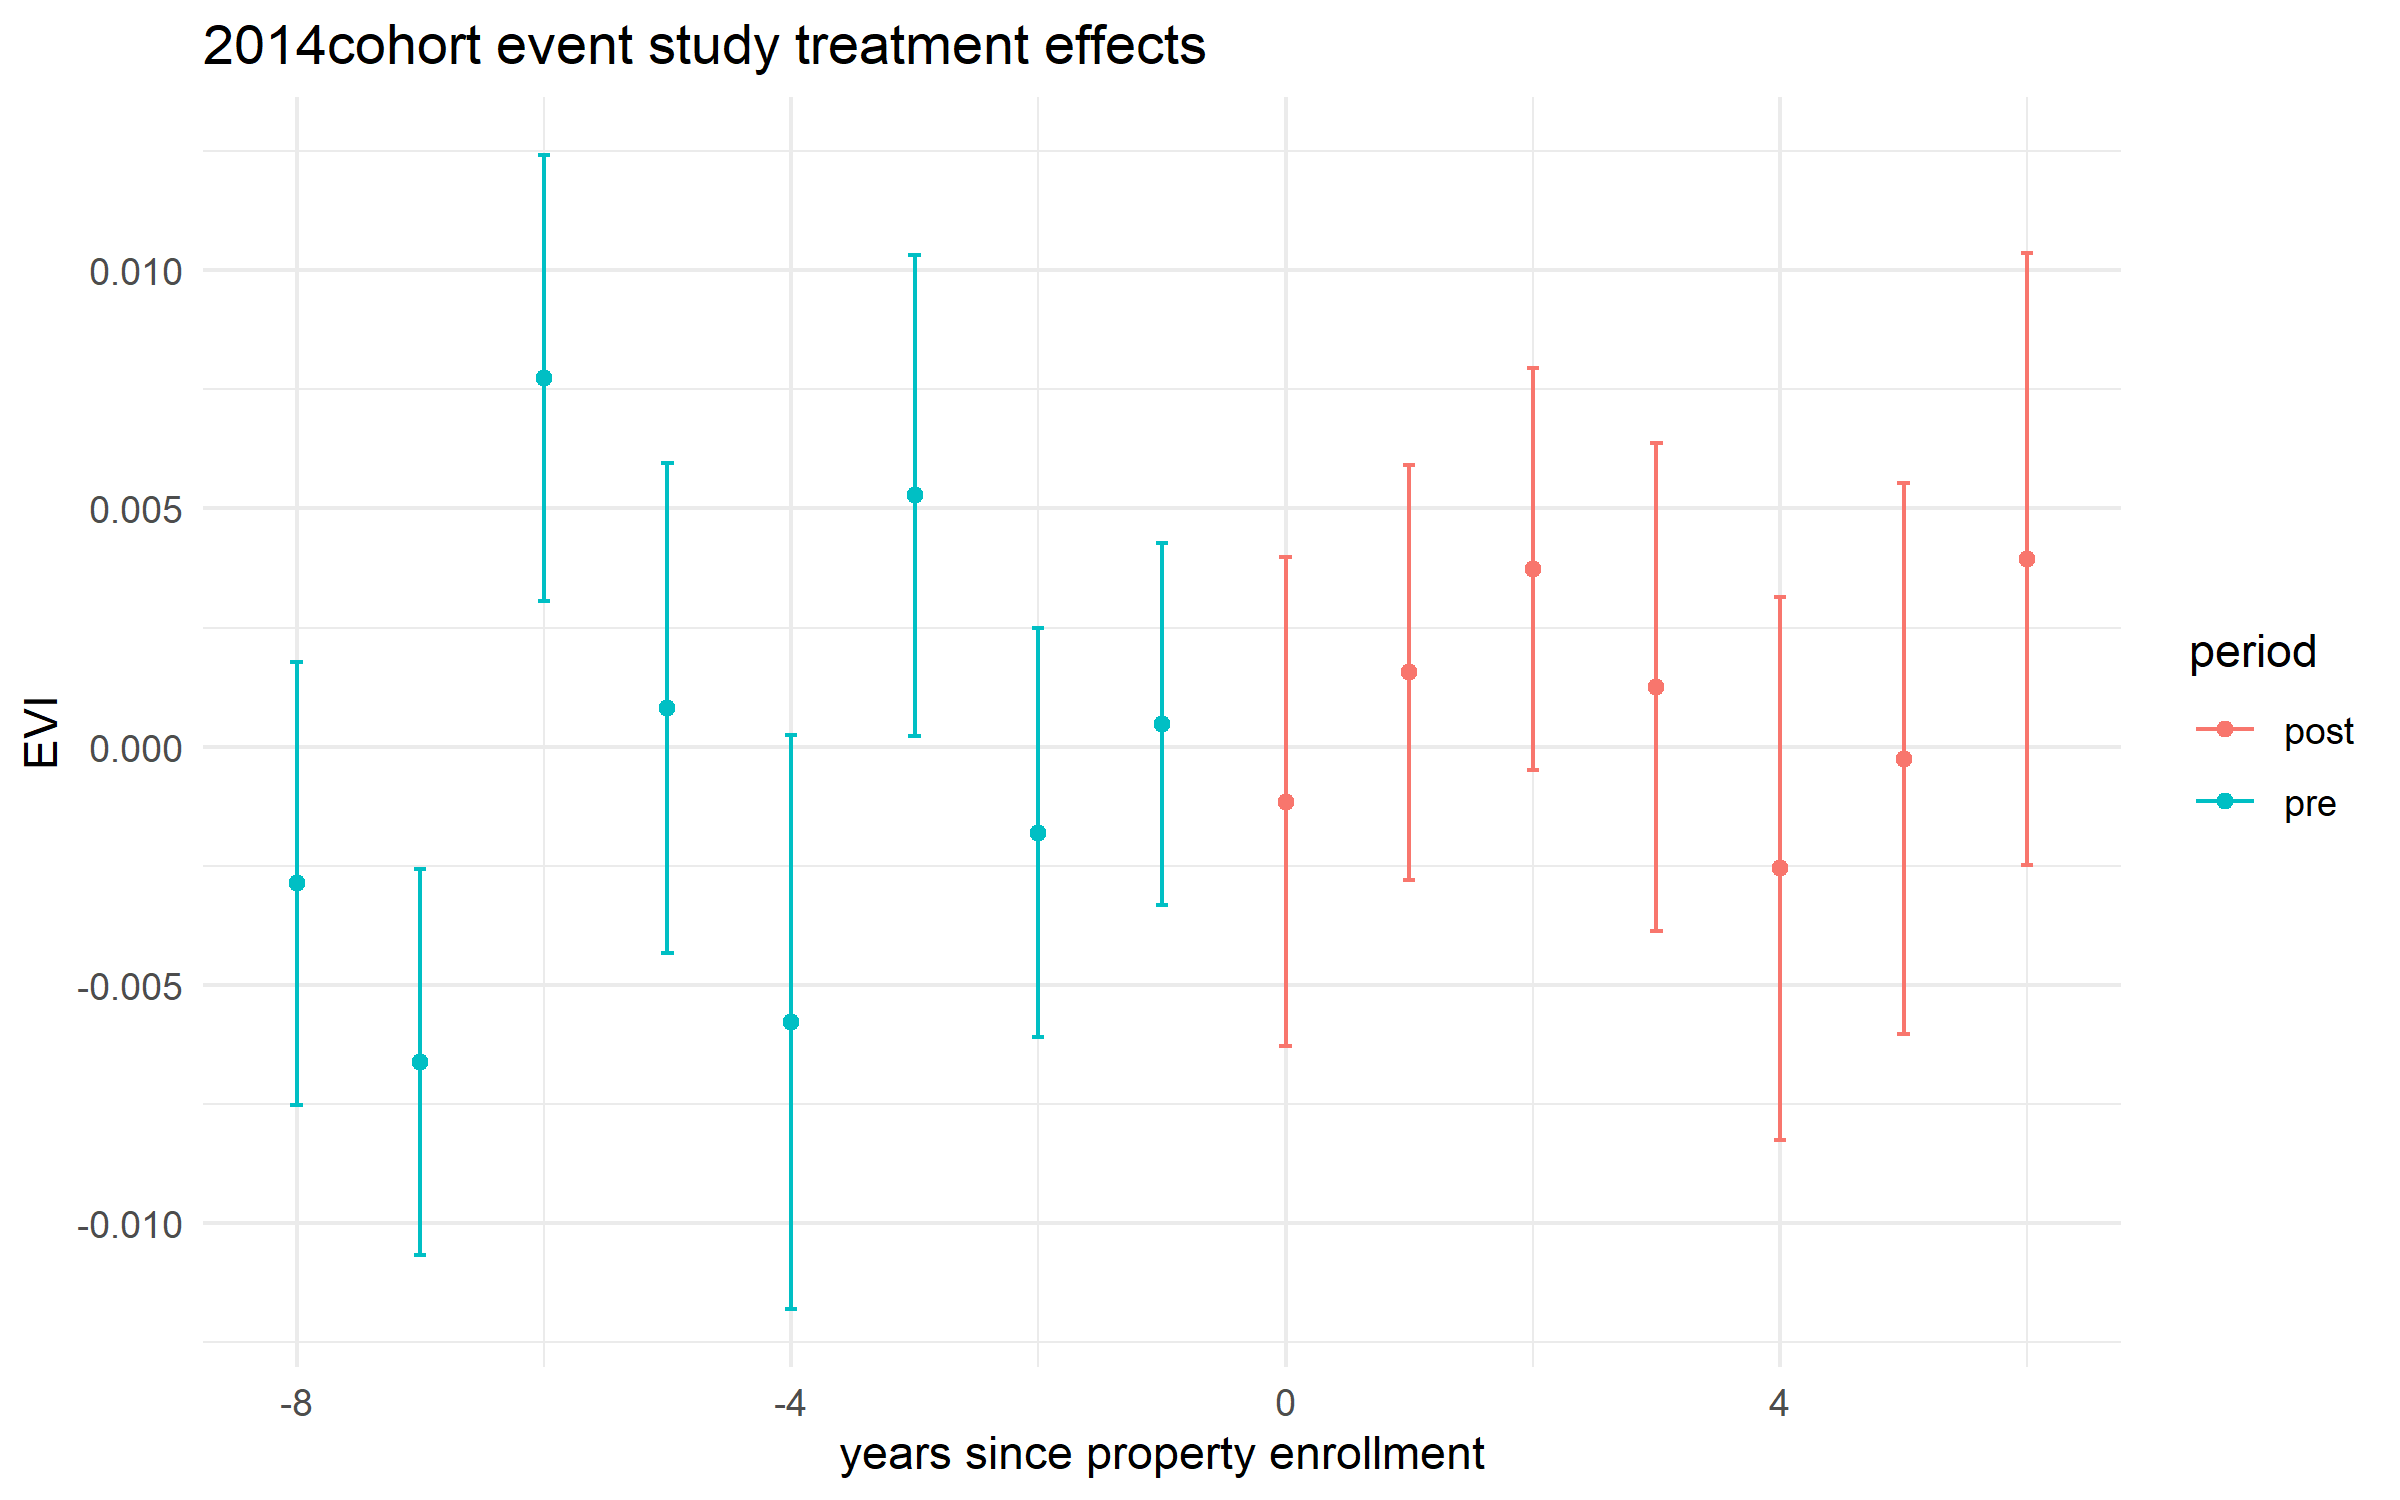 2014cohort event study treatment effects
0.010
0.005
0.000
-0.005
-0.010
EVI
-8
-4
0
4
years since property enrollment
period
post
pre